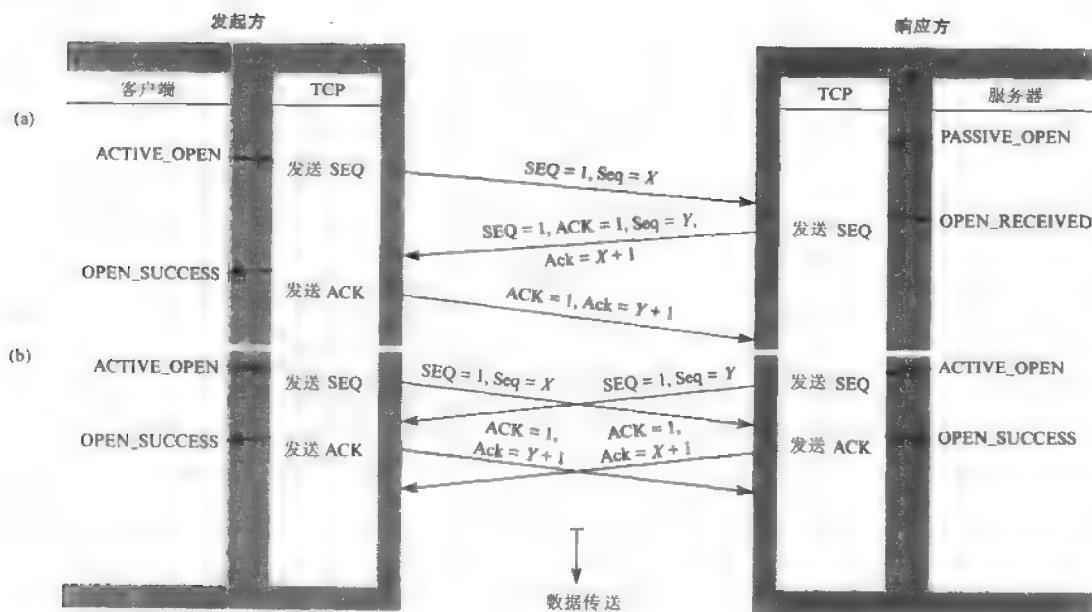 发起方
响应方
客户端
TCP
TCP
服务器
(a)
PASSIVE_OPEN
ACTIVE_OPEN
发送 SEQ
SEQ = 1, Seq = X
SEQ = 1, ACK = 1, Seq = Y,
Ack = X + 1
发送 SEQ
OPEN_RECEIVED
OPEN_SUCCESS
发送 ACK
ACK = 1, Ack = Y + 1
(b)
ACTIVE_OPEN
发送 SEQ
SEQ = 1, Seq = X
SEQ = 1, Seq = Y
发送 SEQ
ACTIVE_OPEN
OPEN_SUCCESS
发送 ACK
ACK = 1,
Ack = Y + 1
ACK = 1,
Ack = X + 1
发送 ACK
OPEN_SUCCESS
数据传送